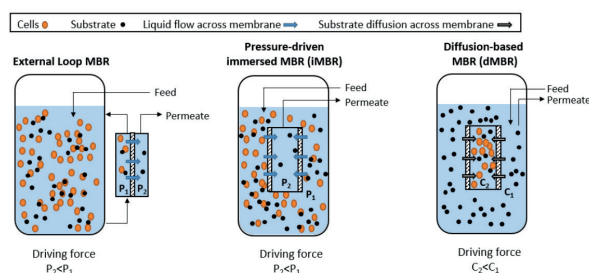 Cells Substrate Liquid flow across membrane Substrate diffusion across membrane
External Loop MBR
Feed
Permeate
P1 P2
Driving force
P2<P1
Pressure-driven
immersed MBR (iMBR)
Feed
Permeate
P2
P1
Driving force
P2<P1
Diffusion-based
MBR (dMBR)
Feed
Permeate
C2
C1
Driving force
C2<C1